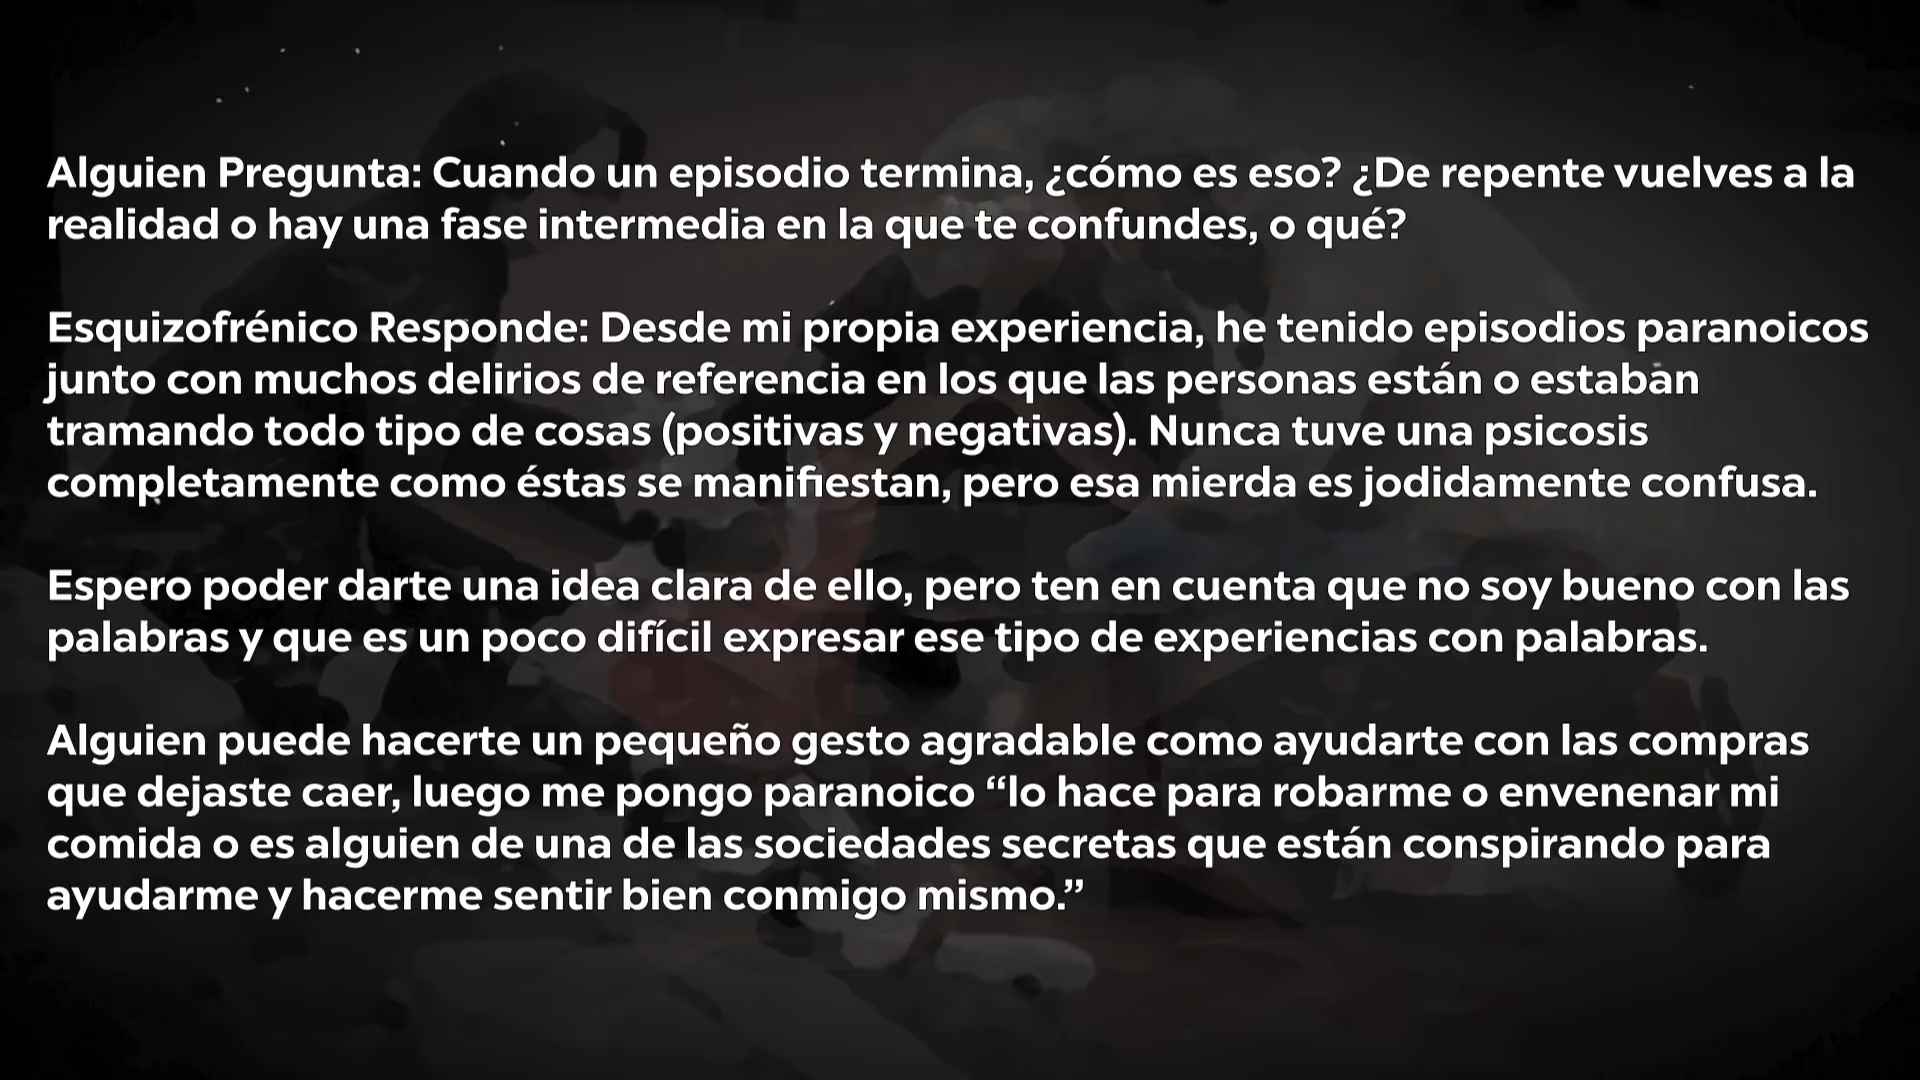 Alguien Pregunta: Cuando un episodio termina, ¿cómo es eso? ¿De repente vuelves a la
realidad o hay una fase intermedia en la que te confundes, o qué?
Esquizofrénico Responde: Desde mi propia experiencia, he tenido episodios paranoicos
junto con muchos delirios de referencia en los que las personas están o estaban
tramando todo tipo de cosas (positivas y negativas). Nunca tuve una psicosis
completamente como éstas se manifiestan, pero esa mierda es jodidamente confusa.
Espero poder darte una idea clara de ello, pero ten en cuenta que no soy bueno con las
palabras y que es un poco difícil expresar ese tipo de experiencias con palabras.
Alguien puede hacerte un pequeño gesto agradable como ayudarte con las compras
que dejaste caer, luego me pongo paranoico “lo hace para robarme o envenenar mi
comida o es alguien de una de las sociedades secretas que están conspirando para
ayudarme y hacerme sentir bien conmigo mismo.”